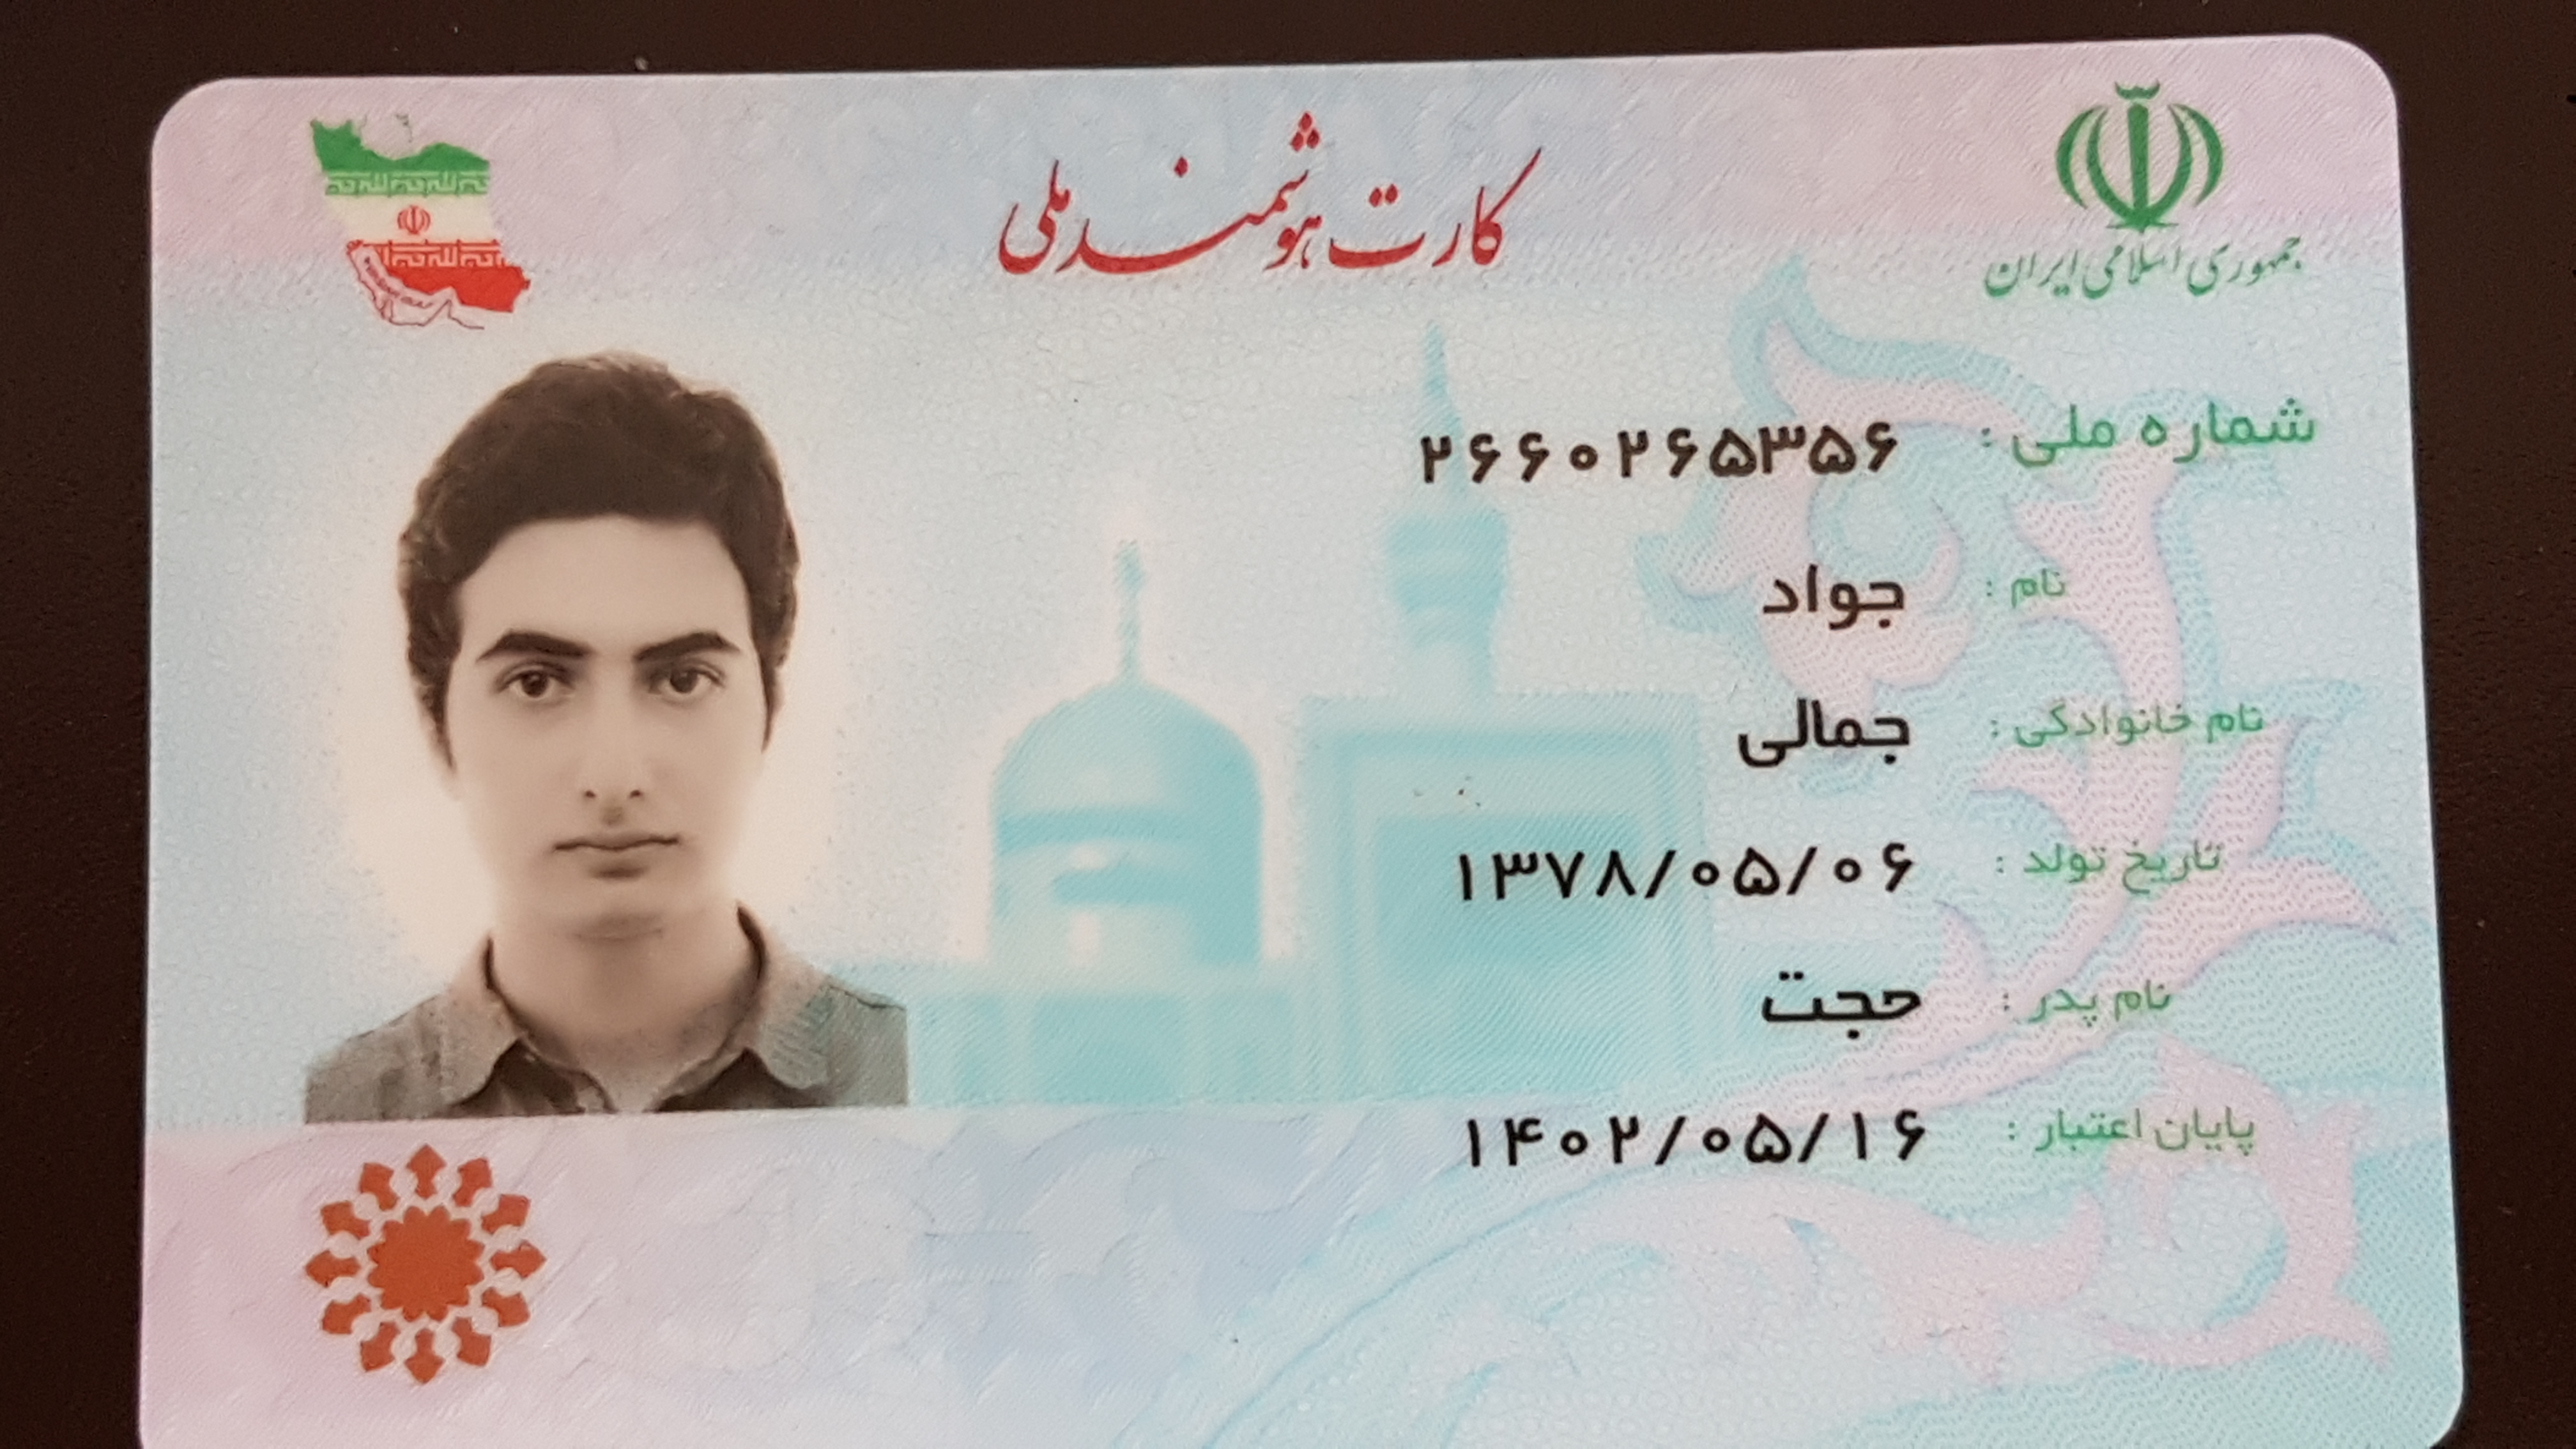 جمهوری اسلامی ایران
کارت هوشمند ملی
شماره ملی : ۲۶۶۰۲۶۵۳۵۶
نام : جواد
نام خانوادگی : جمالی
تاریخ تولد : ۱۳۷۸/۰۵/۰۶
نام پدر : حجت
پایان اعتبار : ۱۴۰۲/۰۵/۱۶